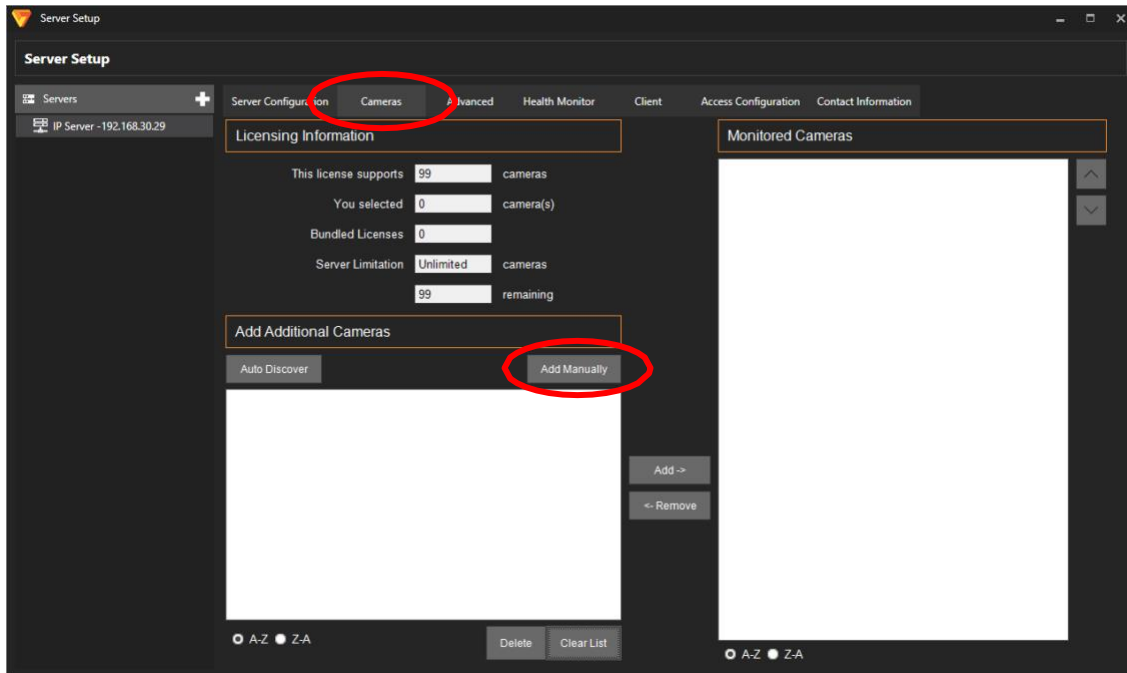 Server Setup
Server Setup
Servers
IP Server -192.168.30.29
Server Configuration Cameras Advanced Health Monitor Client Access Configuration Contact Information
Licensing Information
This license supports 99 cameras
You selected 0 camera(s)
Bundled Licenses 0
Server Limitation Unlimited cameras
99 remaining
Add Additional Cameras
Auto Discover Add Manually
A-Z Z-A
Delete Clear List
Add ->
<- Remove
Monitored Cameras
A-Z Z-A